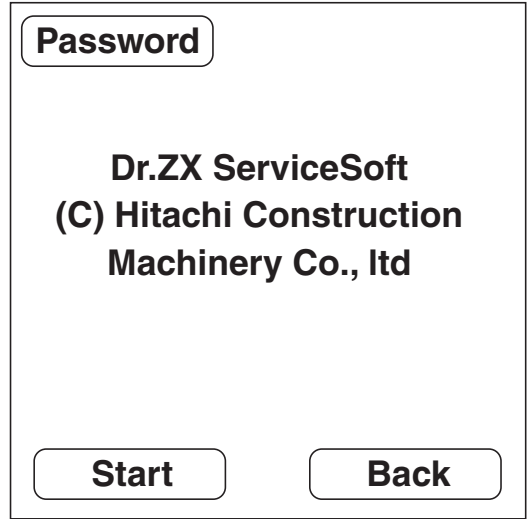 Password
Dr.ZX ServiceSoft
(C) Hitachi Construction
Machinery Co., ltd
Start
Back